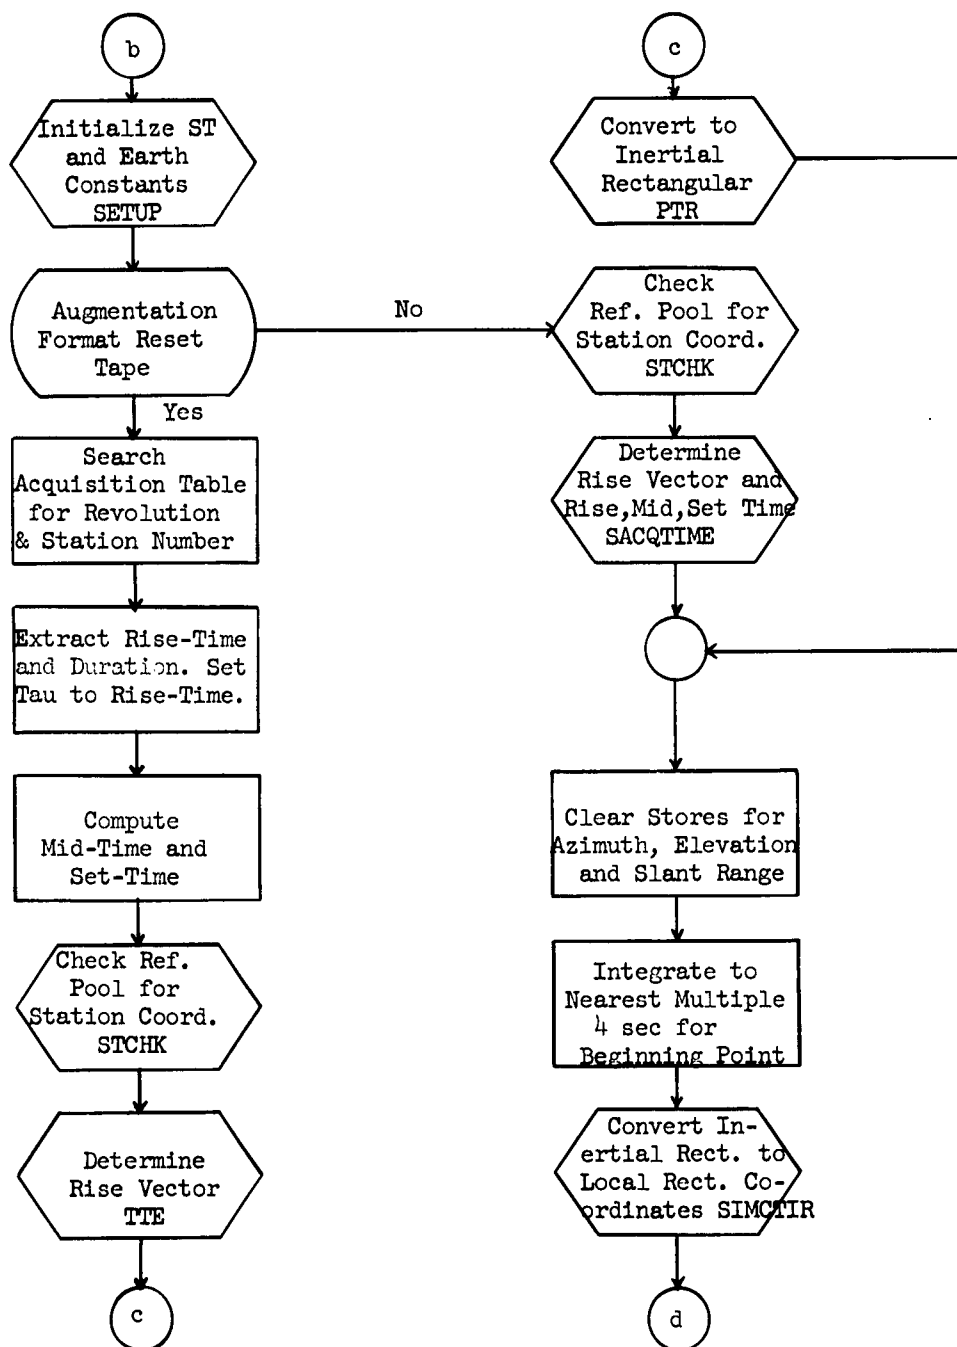 b
Initialize ST
and Earth
Constants
SETUP
Augmentation
Format Reset
Tape
No
Yes
Search
Acquisition Table
for Revolution
& Station Number
Extract Rise-Time
and Duration. Set
Tau to Rise-Time.
Compute
Mid-Time and
Set-Time
Check Ref.
Pool for
Station Coord.
STCHK
Determine
Rise Vector
TTE
c
c
Convert to
Inertial
Rectangular
PTR
Check
Ref. Pool for
Station Coord.
STCHK
Determine
Rise Vector and
Rise,Mid,Set Time
SACQTIME
Clear Stores for
Azimuth, Elevation
and Slant Range
Integrate to
Nearest Multiple
4 sec for
Beginning Point
Convert In-
ertial Rect. to
Local Rect. Co-
ordinates SIMCTIR
d